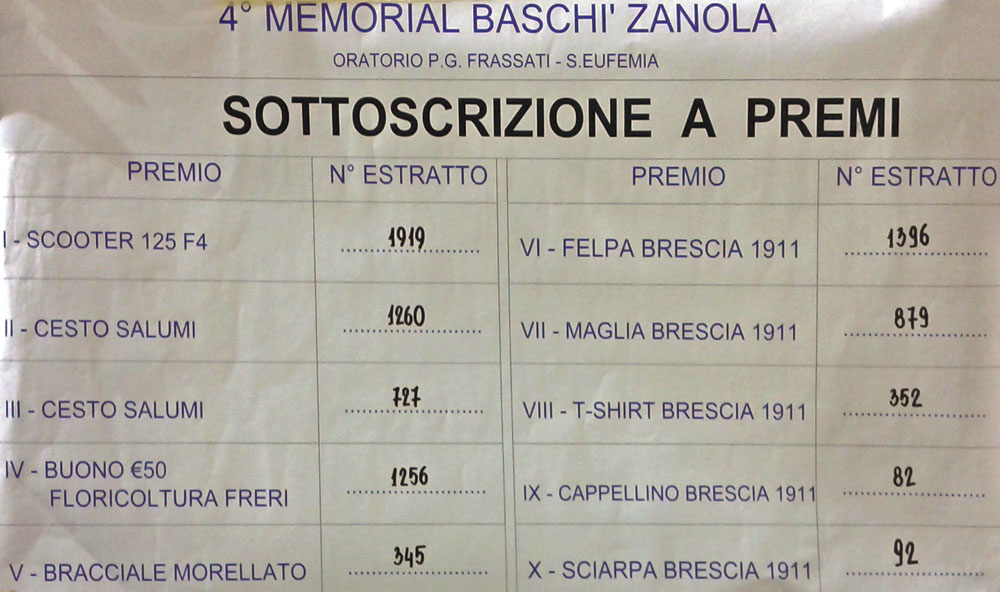 4° MEMORIAL BASCHI' ZANOLA
ORATORIO P.G. FRASSATI - S.EUFEMIA
SOTTOSCRIZIONE A PREMI
PREMIO N° ESTRATTO PREMIO N° ESTRATTO
I - SCOOTER 125 F4 1919 VI - FELPA BRESCIA 1911 1396
II - CESTO SALUMI 1260 VII - MAGLIA BRESCIA 1911 879
III - CESTO SALUMI 727 VIII - T-SHIRT BRESCIA 1911 352
IV - BUONO €50
FLORICOLTURA FRERI 1256 IX - CAPPELLINO BRESCIA 1911 82
V - BRACCIALE MORELLATO 345 X - SCIARPA BRESCIA 1911 92